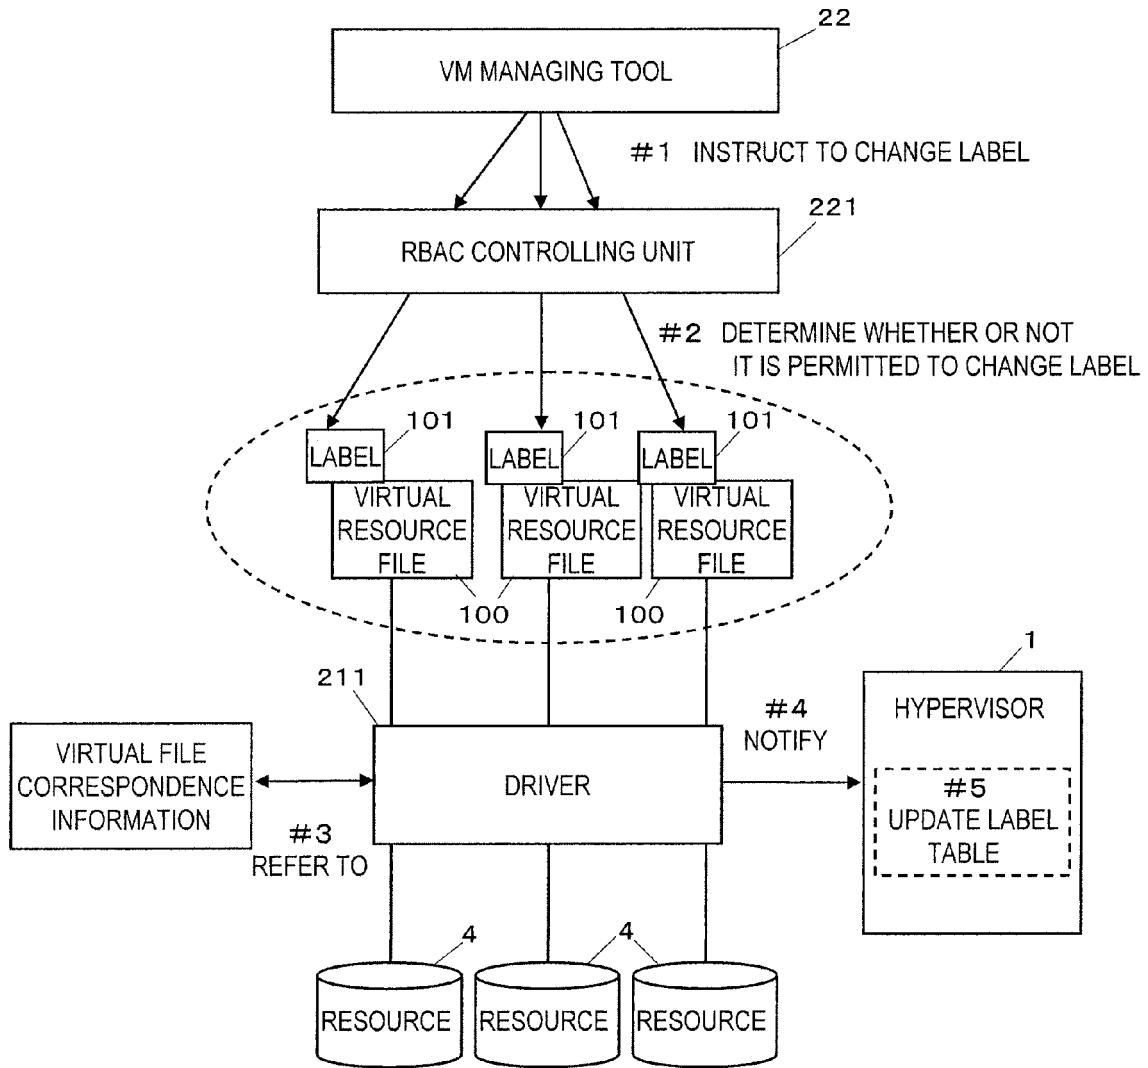 22
VM MANAGING TOOL
#1 INSTRUCT TO CHANGE LABEL
221
RBAC CONTROLLING UNIT
#2 DETERMINE WHETHER OR NOT
IT IS PERMITTED TO CHANGE LABEL
101
101
101
LABEL
LABEL
LABEL
VIRTUAL
RESOURCE
FILE
VIRTUAL
RESOURCE
FILE
VIRTUAL
RESOURCE
FILE
100
100
1
211
HYPERVISOR
#4
NOTIFY
VIRTUAL FILE
CORRESPONDENCE
INFORMATION
DRIVER
#5
UPDATE LABEL
TABLE
#3
REFER TO
4
4
RESOURCE
RESOURCE
RESOURCE